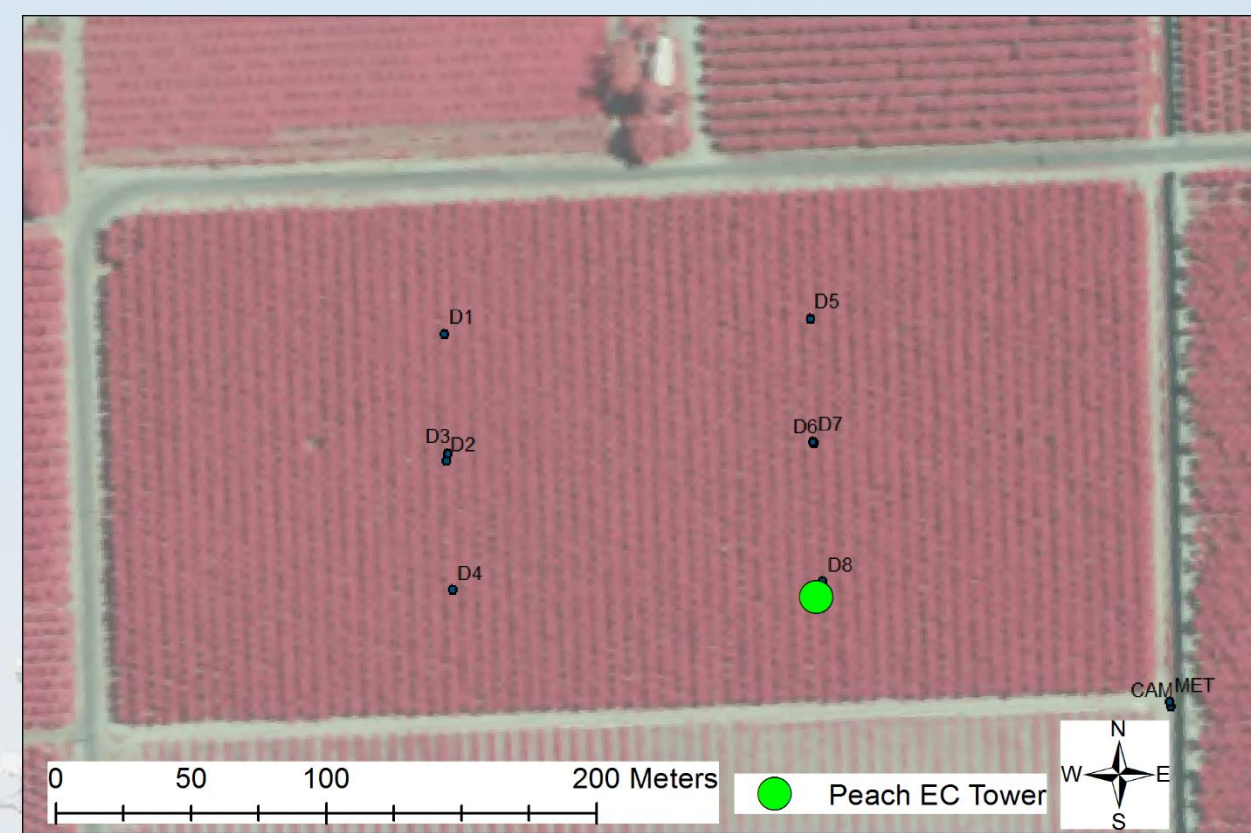 D5
D1
D6 D7
D3
D2
D8
D4
CAM MET
N
W E
S
0 50 100 200 Meters
Peach EC Tower